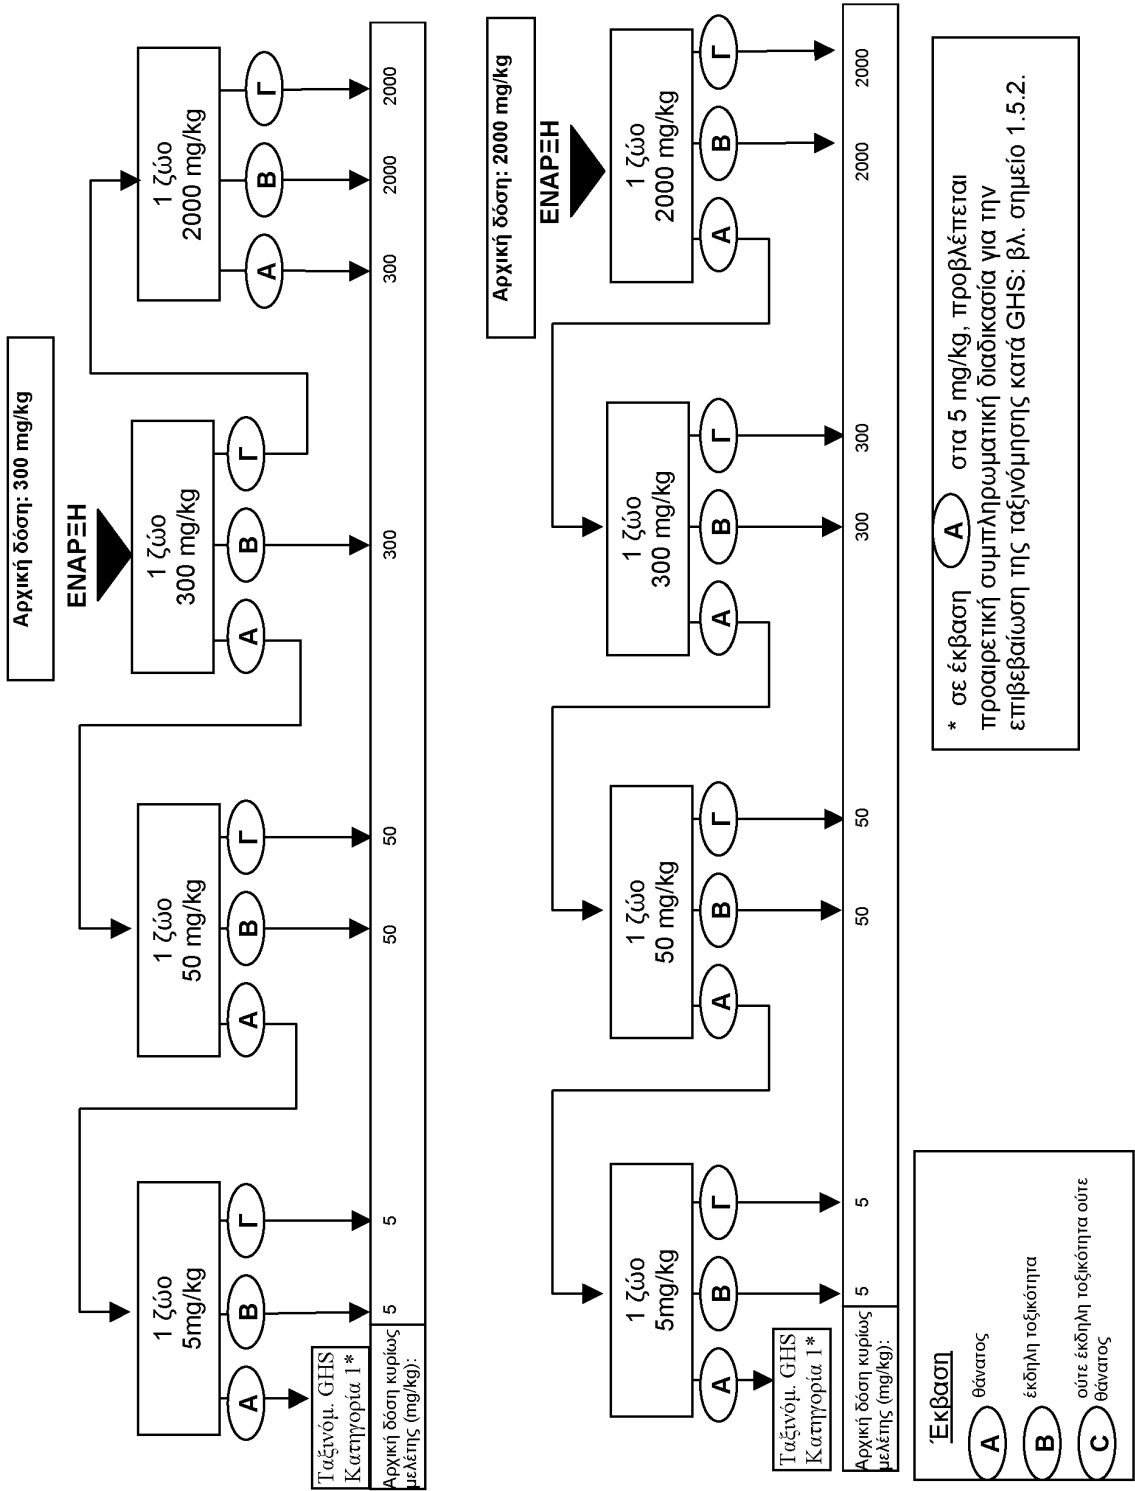 Αρχική δόση: 300 mg/kg
ΕΝΑΡΞΗ
1 ζώο
5mg/kg
1 ζώο
50 mg/kg
1 ζώο
300 mg/kg
1 ζώο
2000 mg/kg
Α Β Γ Α Β Γ Α Β Γ Α Β Γ
Ταξινόμ. GHS
Κατηγορία 1*
Αρχική δόση κυρίως
μελέτης (mg/kg):
5 5 50 50 300 300 2000 2000
Αρχική δόση: 2000 mg/kg
ΕΝΑΡΞΗ
1 ζώο
5mg/kg
1 ζώο
50 mg/kg
1 ζώο
300 mg/kg
1 ζώο
2000 mg/kg
Α Β Γ Α Β Γ Α Β Γ Α Β Γ
Ταξινόμ. GHS
Κατηγορία 1*
Αρχική δόση κυρίως
μελέτης (mg/kg):
5 5 50 50 300 300 2000 2000
Έκβαση
Α θάνατος
Β έκδηλη τοξικότητα
C ούτε έκδηλη τοξικότητα ούτε
θάνατος
* σε έκβαση Α στα 5 mg/kg, προβλέπεται
προαιρετική συμπληρωματική διαδικασία για την
επιβεβαίωση της ταξινόμησης κατά GHS: βλ. σημείο 1.5.2.